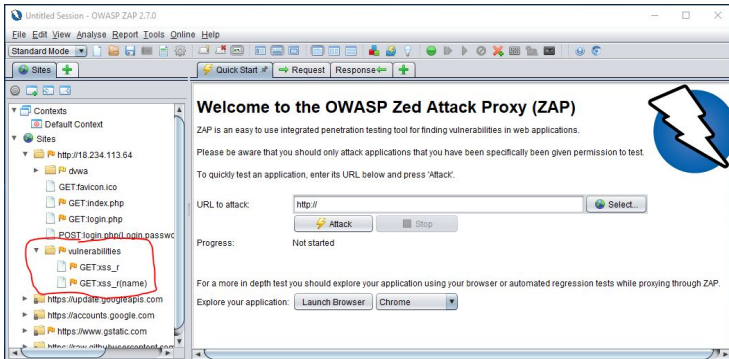 Untitled Session - OWASP ZAP 2.7.0
File Edit View Analyse Report Tools Online Help
Standard Mode
Sites
Quick Start Request Response
Contexts
Default Context
Sites
http://18.234.113.64
dvwa
GET:favicon.ico
GET:index.php
GET:login.php
POST:login.php(Login,passwo
vulnerabilities
GET:xss_r
GET:xss_r(name)
https://update.googleapis.com
https://accounts.google.com
https://www.gstatic.com
https://raw.githubusercontent.com
Welcome to the OWASP Zed Attack Proxy (ZAP)
ZAP is an easy to use integrated penetration testing tool for finding vulnerabilities in web applications.
Please be aware that you should only attack applications that you have been specifically been given permission to test.
To quickly test an application, enter its URL below and press 'Attack'.
URL to attack: http:// Select...
Attack Stop
Progress: Not started
For a more in depth test you should explore your application using your browser or automated regression tests while proxying through ZAP.
Explore your application: Launch Browser Chrome